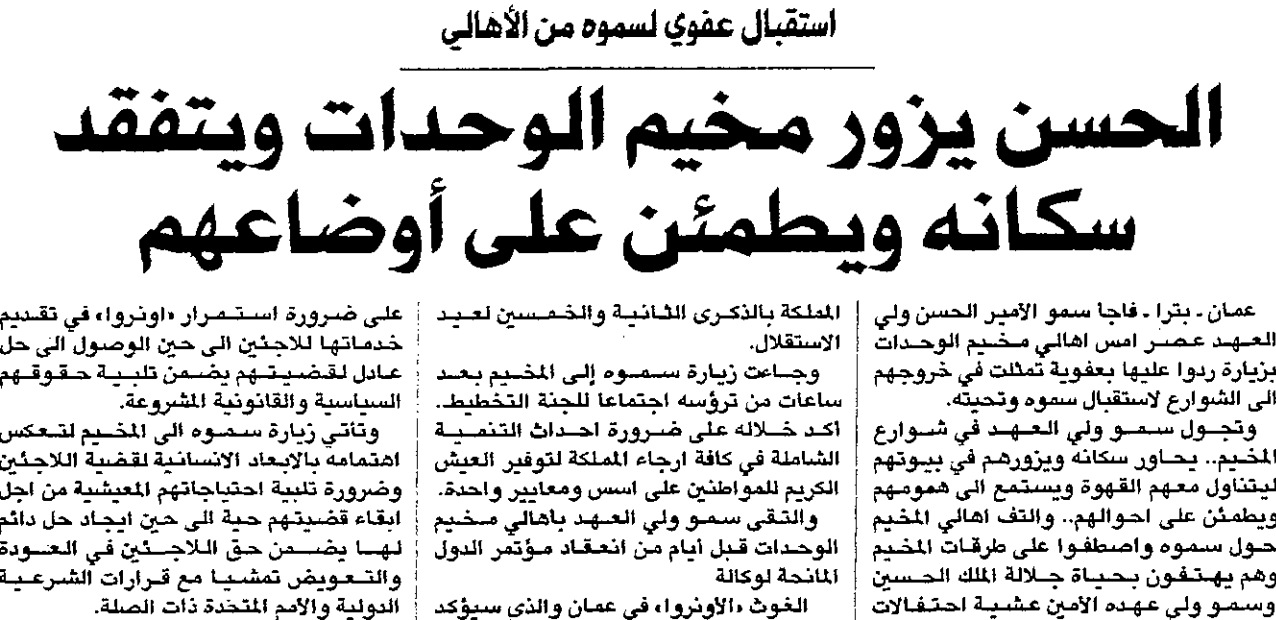 استقبال عفوي لسموه من الأهالي
الحسن يزور مخيم الوحدات ويتفقد
سكانه ويطمئن على أوضاعهم
عمان ـ بترا ـ فاجأ سمو الأمير الحسن ولي
العهد عصر امس اهالي مخيم الوحدات
بزيارة ردوا عليها بعفوية تمثلت في خروجهم
الى الشوارع لاستقبال سموه وتحيته.
وتجول سمو ولي العهد في شوارع
المخيم.. يحاور سكانه ويزورهم في بيوتهم
ليتناول معهم القهوة ويستمع الى همومهم
ويطمئن على احوالهم.. والتف اهالي المخيم
حول سموه واصطفوا على طرقات المخيم
وهم يهتفون بحياة جلالة الملك الحسين
وسمو ولي عهده الأمين عشية احتفالات
المملكة بالذكرى الثانية والخمسين لعيد
الاستقلال.
وجاءت زيارة سموه إلى المخيم بعد
ساعات من ترؤسه اجتماعا للجنة التخطيط.
أكد خلاله على ضرورة احداث التنمية
الشاملة في كافة ارجاء المملكة لتوفير العيش
الكريم للمواطنين على اسس ومعايير واحدة.
والتقى سمو ولي العهد باهالي مخيم
الوحدات قبل أيام من انعقاد مؤتمر الدول
المانحة لوكالة
الغوث «الأونروا» في عمان والذي سيؤكد
على ضرورة استمرار «اونروا» في تقديم
خدماتها للاجئين الى حين الوصول الى حل
عادل لقضيتهم يضمن تلبية حقوقهم
السياسية والقانونية المشروعة.
وتأتي زيارة سموه الى المخيم لتعكس
اهتمامه بالابعاد الانسانية لقضية اللاجئين
وضرورة تلبية احتياجاتهم المعيشية من اجل
ابقاء قضيتهم حية الى حين ايجاد حل دائم
لها يضمن حق اللاجئين في العودة
والتعويض تمشيا مع قرارات الشرعية
الدولية والأمم المتحدة ذات الصلة.